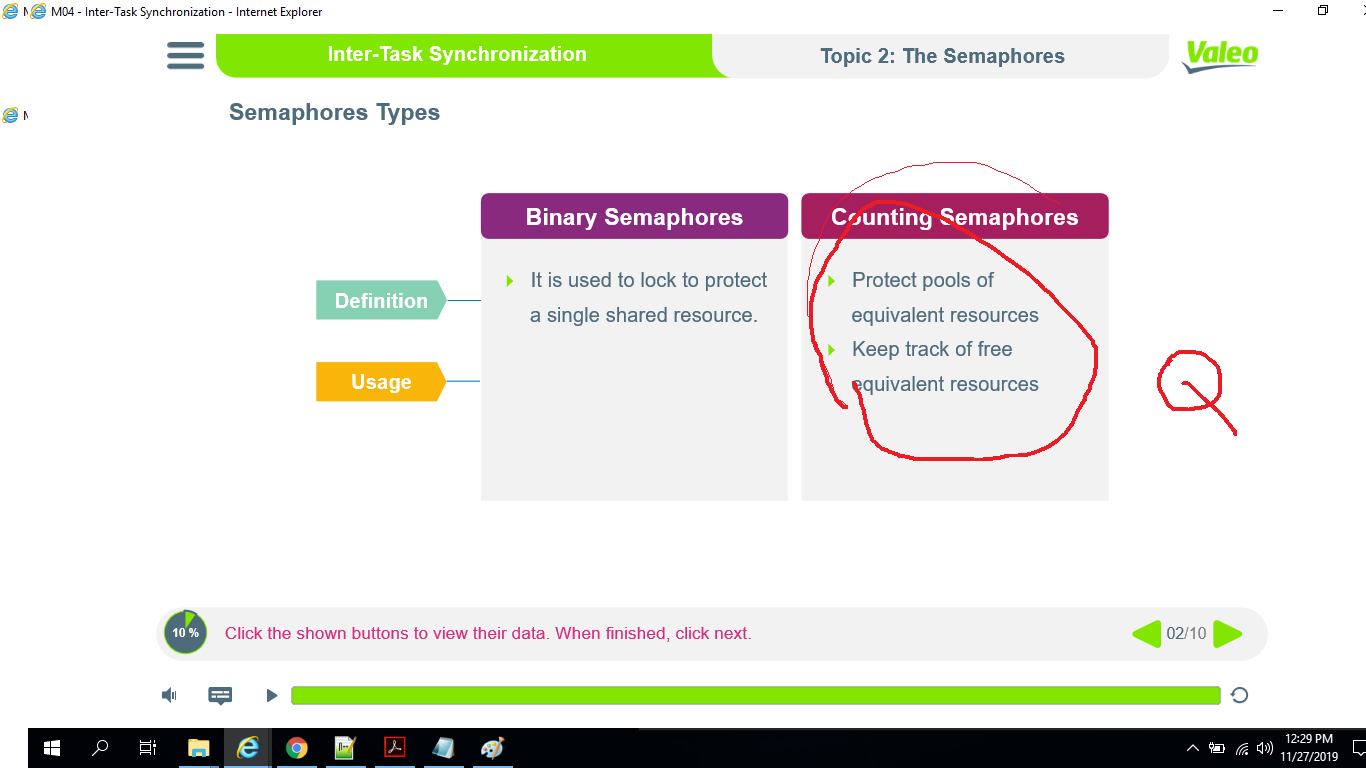 M M04 - Inter-Task Synchronization - Internet Explorer
Inter-Task Synchronization
Topic 2: The Semaphores
Valeo
M
Semaphores Types
Binary Semaphores
Counting Semaphores
Definition
It is used to lock to protect
a single shared resource.
Protect pools of
equivalent resources
Usage
Keep track of free
equivalent resources
10 %
Click the shown buttons to view their data. When finished, click next.
02/10
12:29 PM
11/27/2019